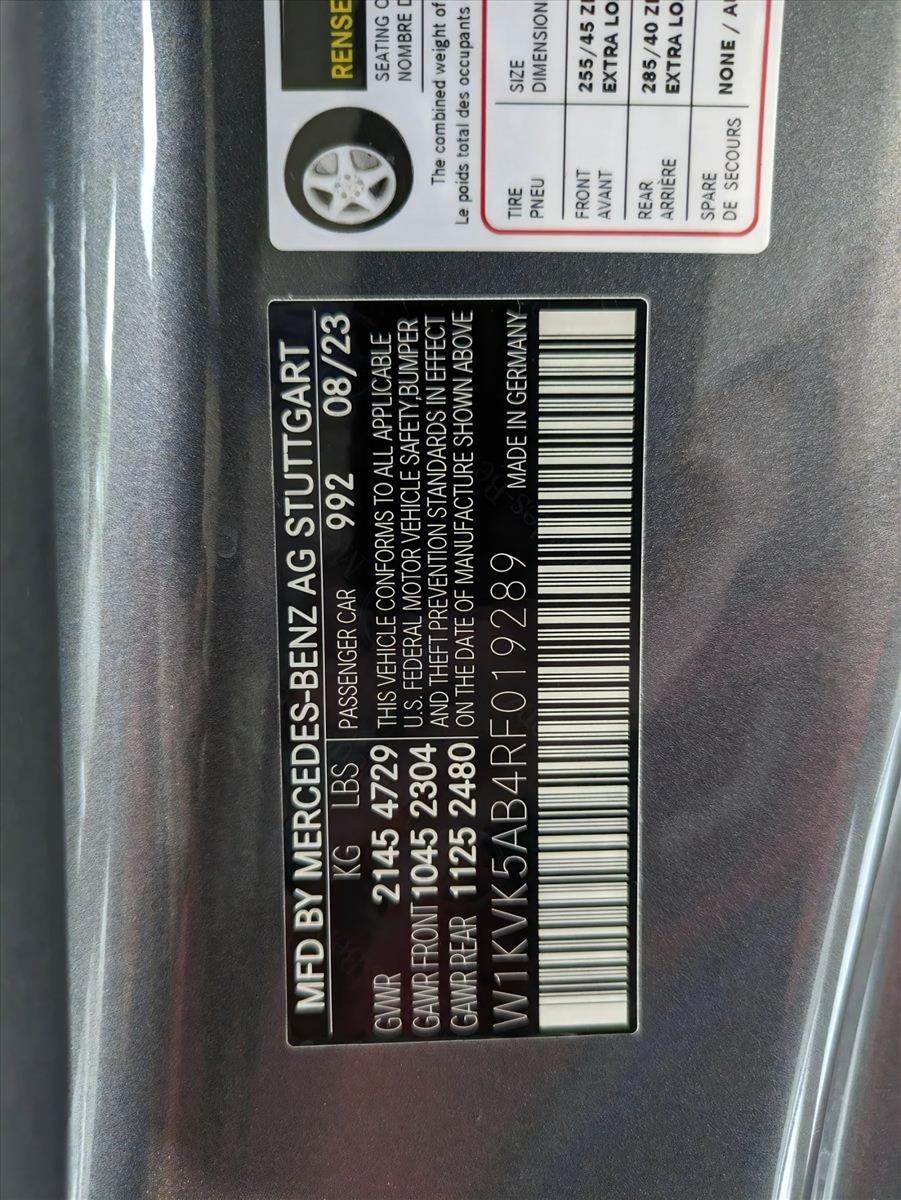 MFD BY MERCEDES-BENZ AG STUTTGART
KG LBS
PASSENGER CAR 992 08/23
GWR 2145 4729
GAWR FRONT 1045 2304
GAWR REAR 1125 2480
THIS VEHICLE CONFORMS TO ALL APPLICABLE
U.S. FEDERAL MOTOR VEHICLE SAFETY,BUMPER
AND THEFT PREVENTION STANDARDS IN EFFECT
ON THE DATE OF MANUFACTURE SHOWN ABOVE
W1KVK5AB4RF019289 MADE IN GERMANY
SEATING
NOMBRE
The combined weight of
Le poids total des occupants
TIRE SIZE
PNEU DIMENSION
FRONT 255/45
AVANT EXTRA
REAR 285/40
ARRIÈRE EXTRA
SPARE NONE /
DE SECOURS